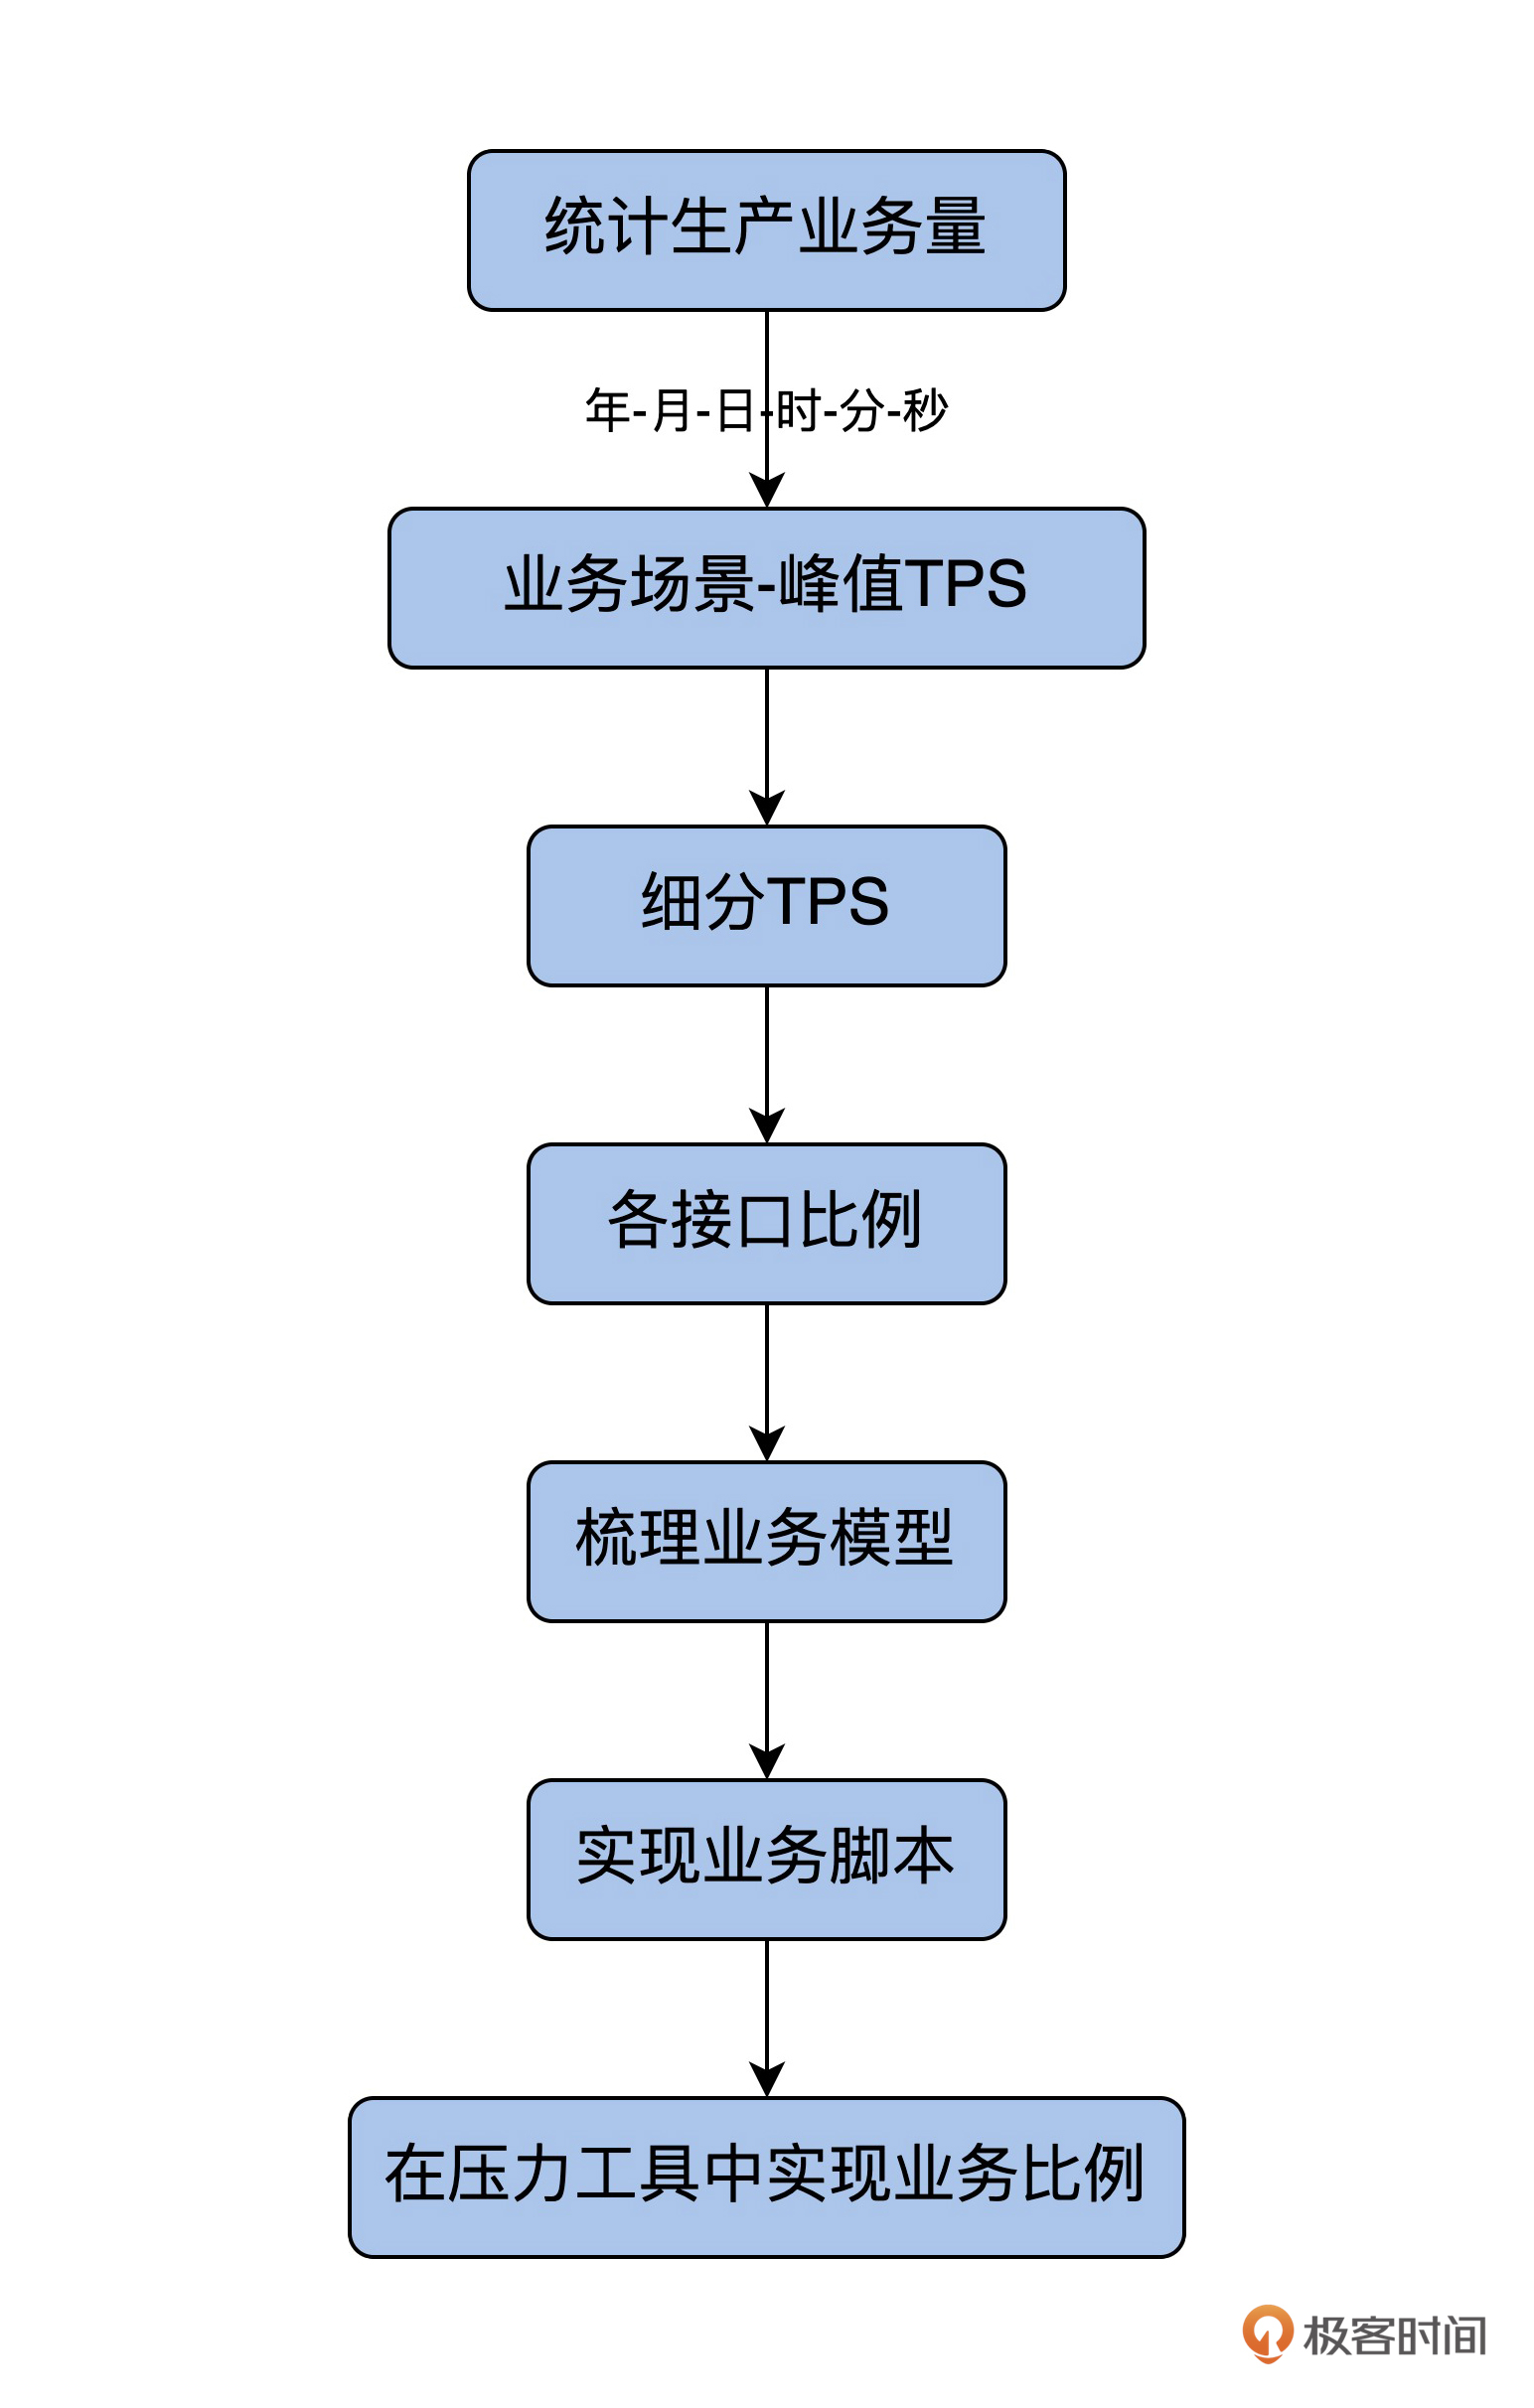 统计生产业务量
年-月-日-时-分-秒
业务场景-峰值TPS
细分TPS
各接口比例
梳理业务模型
实现业务脚本
在压力工具中实现业务比例
极客时间